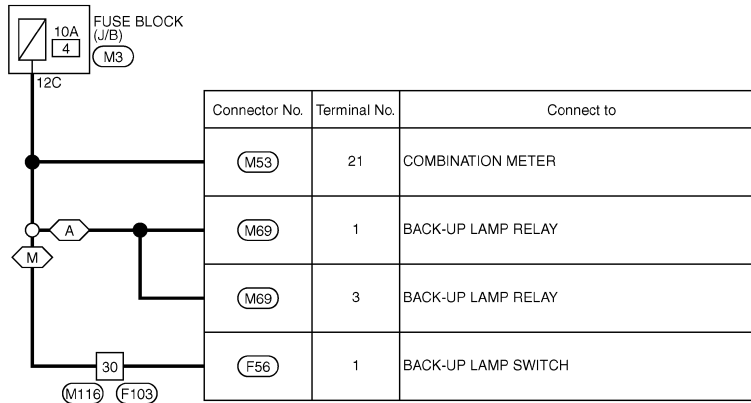 FUSE BLOCK
(J/B)
10A
4
M3
12C
Connector No. Terminal No. Connect to
M53 21 COMBINATION METER
A M69 1 BACK-UP LAMP RELAY
M
M69 3 BACK-UP LAMP RELAY
30 F56 1 BACK-UP LAMP SWITCH
M116 F103